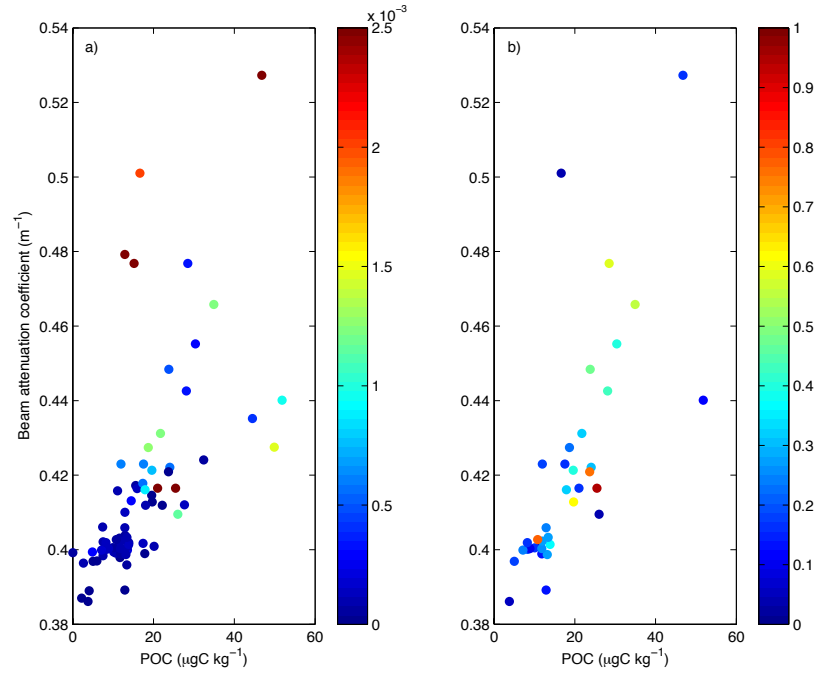 x 10⁻³
0.54 a) 2.5 0.54 b) 1
0.52 0.52 0.9
2 0.8
0.5 0.5
0.7
0.48 1.5 0.48 0.6
Beam attenuation coefficient (m⁻¹)
0.46 0.46 0.5
1 0.4
0.44 0.44
0.3
0.42 0.5 0.42 0.2
0.4 0.4 0.1
0.38 0 0.38 0
0 20 40 60 0 20 40 60
POC (µgC kg⁻¹) POC (µgC kg⁻¹)